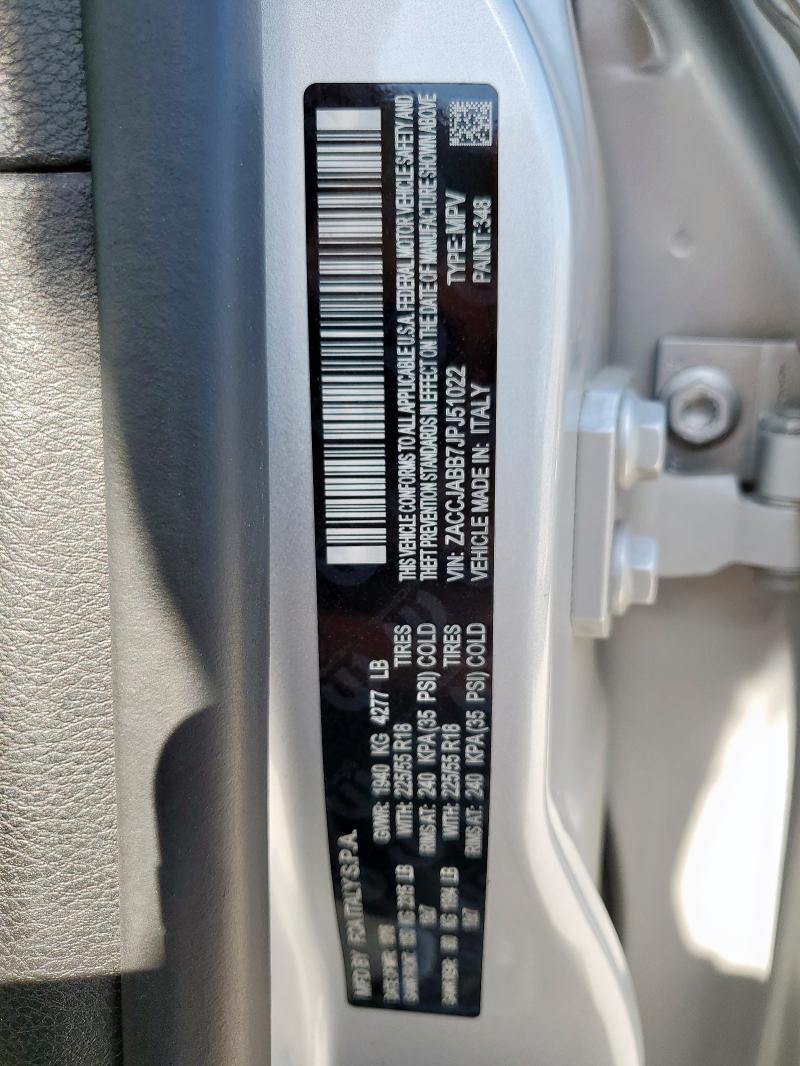 MFD BY FCA ITALY S.P.A.
GVWR: 1940 KG 4277 LB
WITH: 225/55 R18 TIRES
RIMS AT: 240 KPA (35 PSI) COLD
WITH: 225/55 R18 TIRES
RIMS AT: 240 KPA (35 PSI) COLD
THIS VEHICLE CONFORMS TO ALL APPLICABLE U.S.A. FEDERAL MOTOR VEHICLE SAFETY AND
THEFT PREVENTION STANDARDS IN EFFECT ON THE DATE OF MANUFACTURE SHOWN ABOVE
VIN: ZACCJABB7JPJ51022 TYPE: MPV
VEHICLE MADE IN: ITALY PAINT: 348